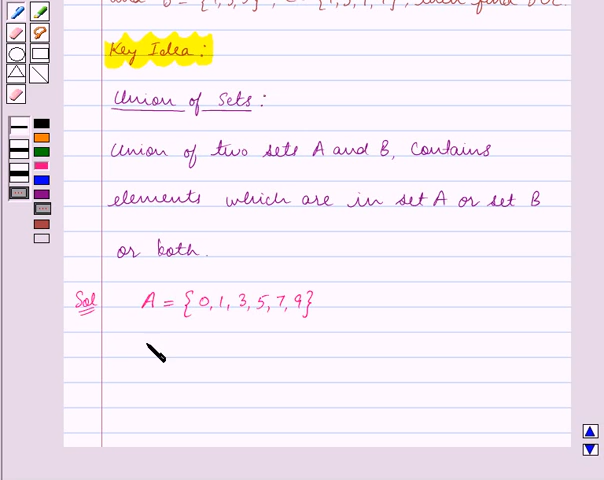 Key Idea:
Union of Sets:
Union of two sets A and B, Contains
elements which are in set A or set B
or both.
Sol A = {0, 1, 3, 5, 7, 9}